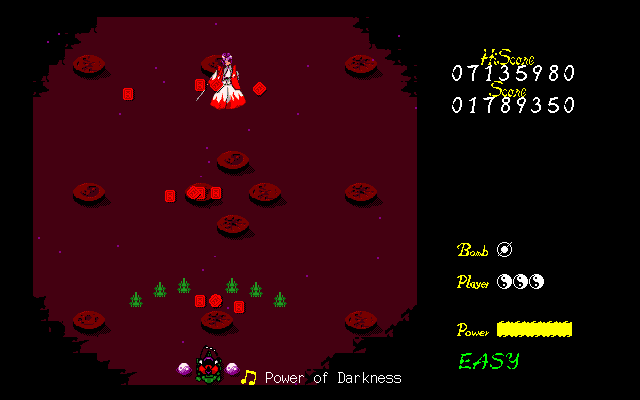 HiScore
07135980
Score
01789350
Bomb
Player
Power
EASY
♫ Power of Darkness